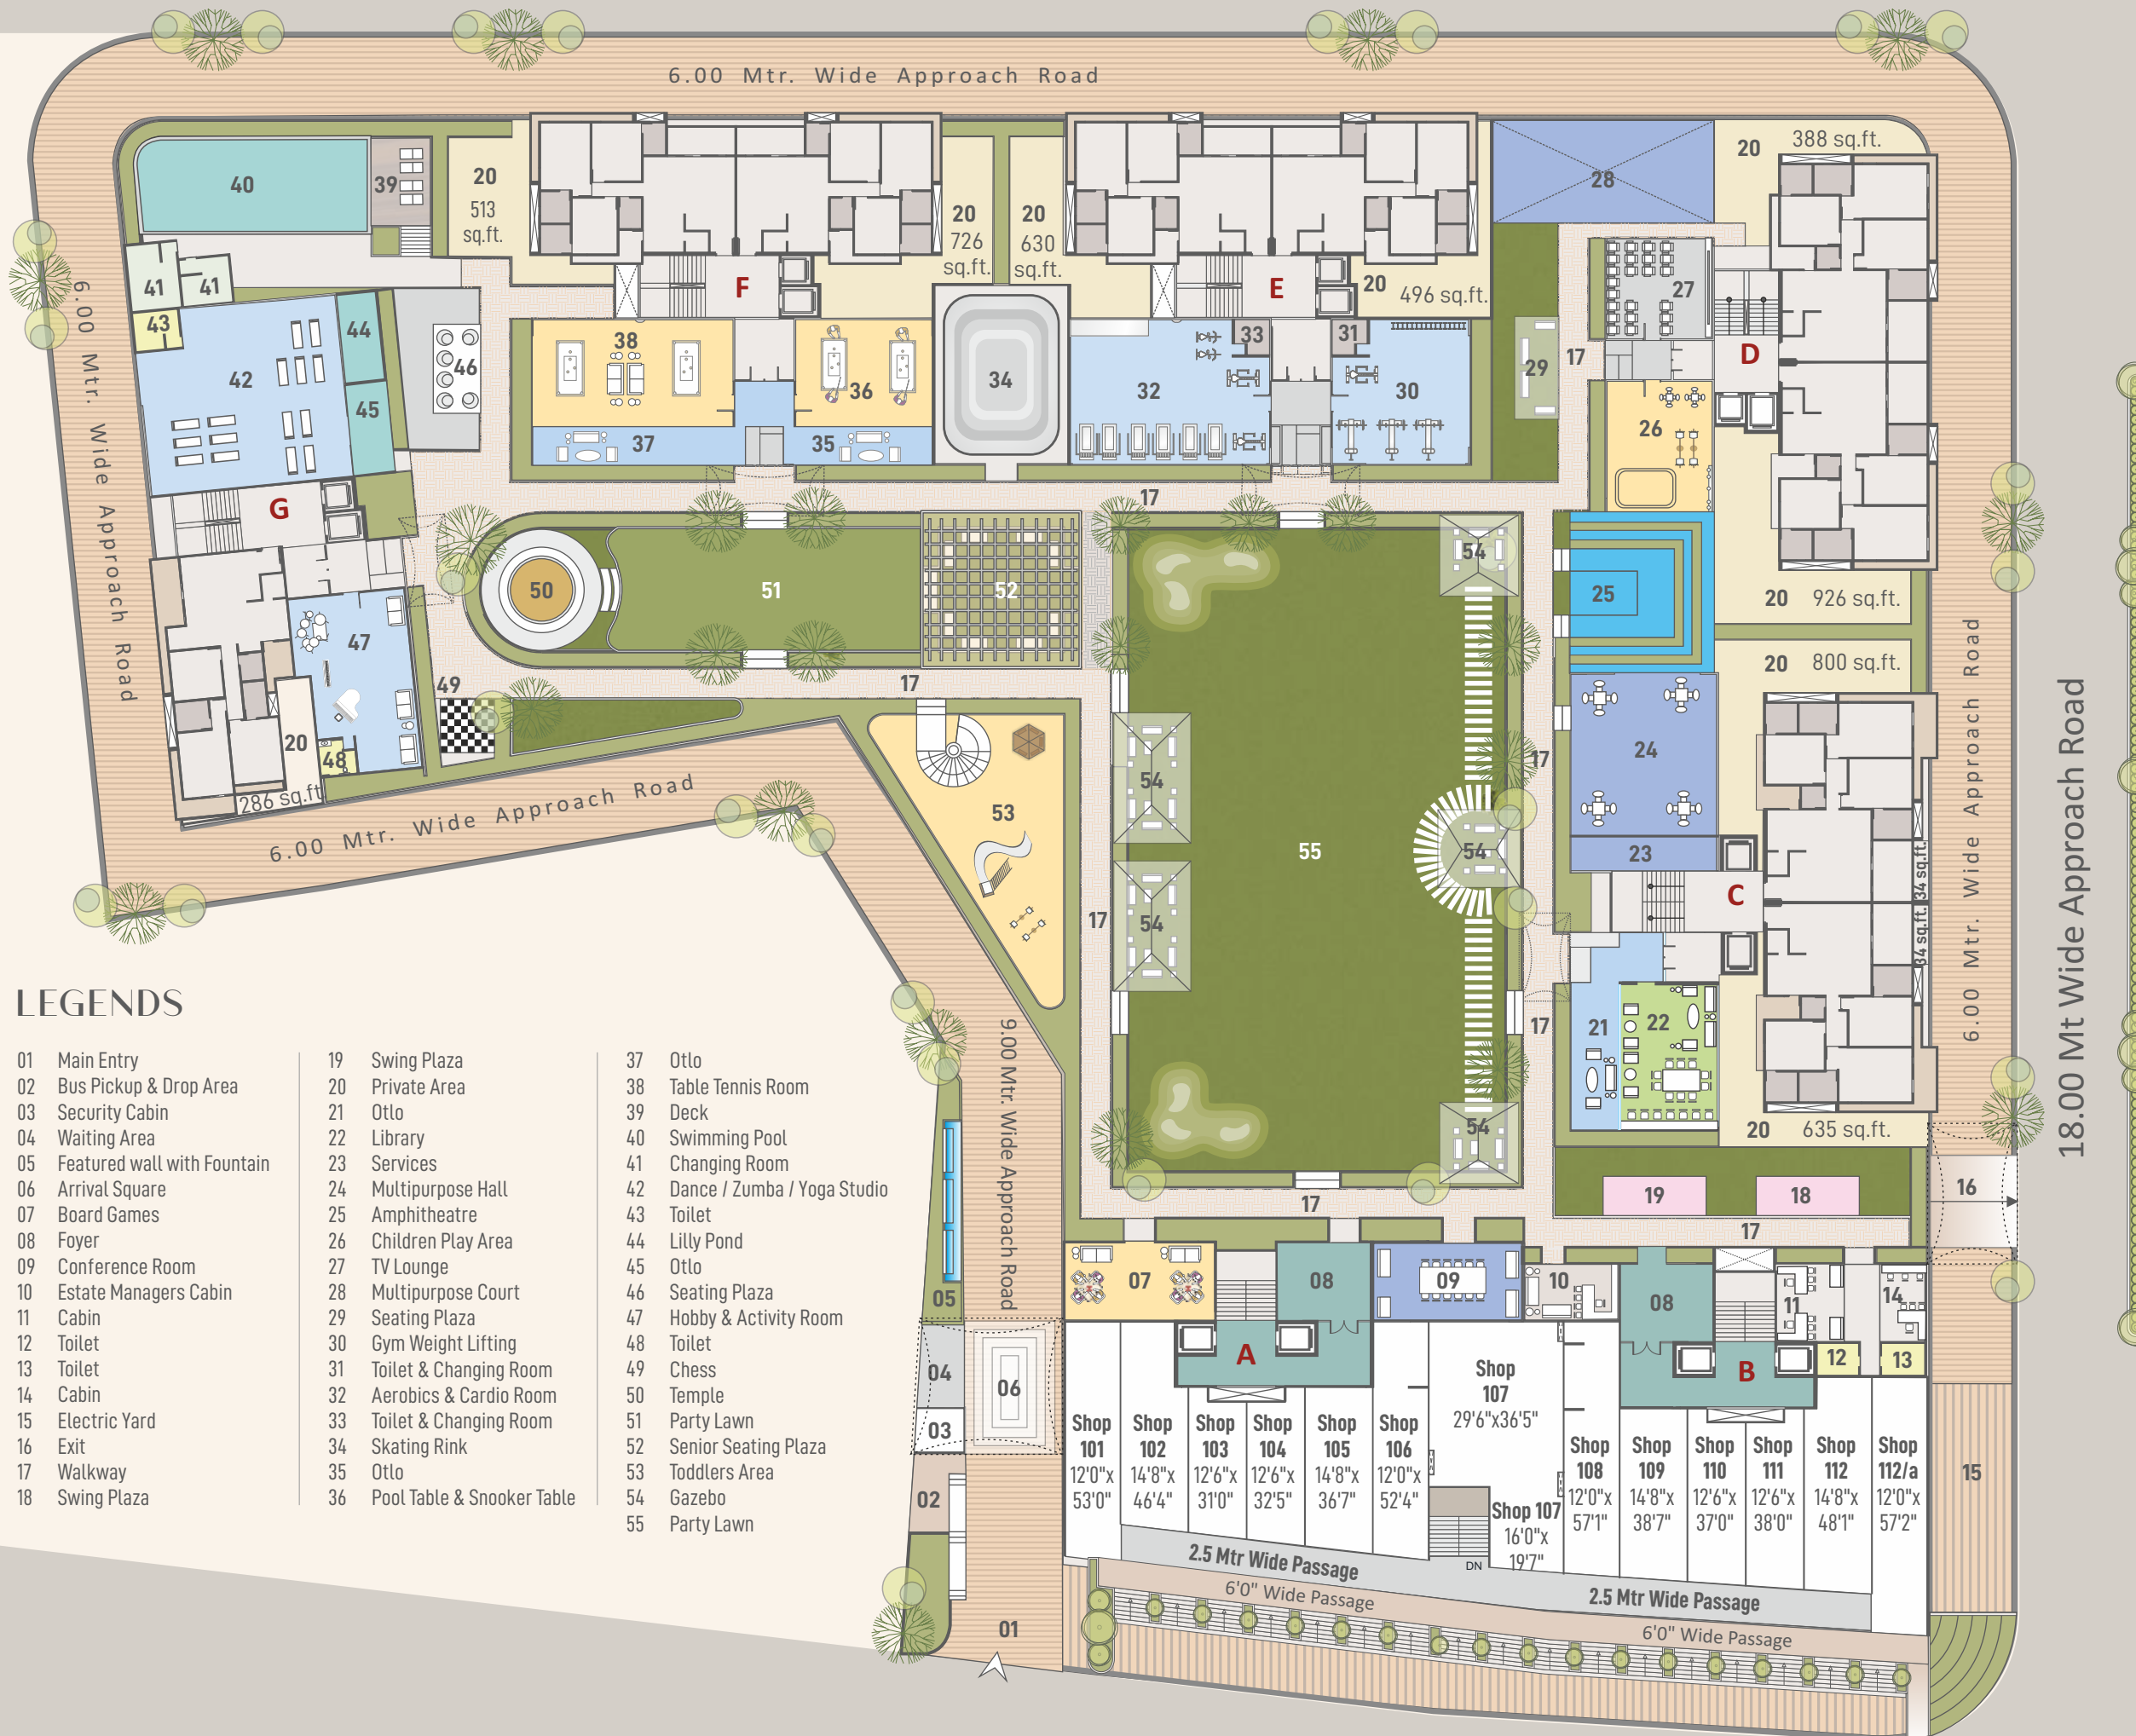 6.00 Mtr. Wide Approach Road
20
388 sq.ft.
28
40
39
20
513
sq.ft.
20
726
sq.ft.
20
630
sq.ft.
F
E
20
496 sq.ft.
27
17
D
29
41
41
43
44
42
45
46
38
36
37
35
34
32
33
31
30
26
6.00 Mtr. Wide Approach Road
G
17
50
51
52
54
25
20 926 sq.ft.
20 800 sq.ft.
47
49
17
20
48
286 sq.ft
6.00 Mtr. Wide Approach Road
53
54
54
55
54
17
17
24
23
C
34 sq.ft.
34 sq.ft.
6.00 Mtr. Wide Approach Road
18.00 Mt Wide Approach Road
21
22
17
54
20 635 sq.ft.
19
18
16
17
17
9.00 Mtr. Wide Approach Road
LEGENDS
01 Main Entry
02 Bus Pickup & Drop Area
03 Security Cabin
04 Waiting Area
05 Featured wall with Fountain
06 Arrival Square
07 Board Games
08 Foyer
09 Conference Room
10 Estate Managers Cabin
11 Cabin
12 Toilet
13 Toilet
14 Cabin
15 Electric Yard
16 Exit
17 Walkway
18 Swing Plaza
19 Swing Plaza
20 Private Area
21 Otlo
22 Library
23 Services
24 Multipurpose Hall
25 Amphitheatre
26 Children Play Area
27 TV Lounge
28 Multipurpose Court
29 Seating Plaza
30 Gym Weight Lifting
31 Toilet & Changing Room
32 Aerobics & Cardio Room
33 Toilet & Changing Room
34 Skating Rink
35 Otlo
36 Pool Table & Snooker Table
37 Otlo
38 Table Tennis Room
39 Deck
40 Swimming Pool
41 Changing Room
42 Dance / Zumba / Yoga Studio
43 Toilet
44 Lilly Pond
45 Otlo
46 Seating Plaza
47 Hobby & Activity Room
48 Toilet
49 Chess
50 Temple
51 Party Lawn
52 Senior Seating Plaza
53 Toddlers Area
54 Gazebo
55 Party Lawn
05
04
03
02
06
01
07
08
09
10
08
11
14
12
13
A
B
15
Shop
101
12'0"x
53'0"
Shop
102
14'8"x
46'4"
Shop
103
12'6"x
31'0"
Shop
104
12'6"x
32'5"
Shop
105
14'8"x
36'7"
Shop
106
12'0"x
52'4"
Shop
107
29'6"x36'5"
Shop 107
16'0"x
19'7"
DN
Shop
108
12'0"x
57'1"
Shop
109
14'8"x
38'7"
Shop
110
12'6"x
37'0"
Shop
111
12'6"x
38'0"
Shop
112
14'8"x
48'1"
Shop
112/a
12'0"x
57'2"
2.5 Mtr Wide Passage
6'0" Wide Passage
2.5 Mtr Wide Passage
6'0" Wide Passage